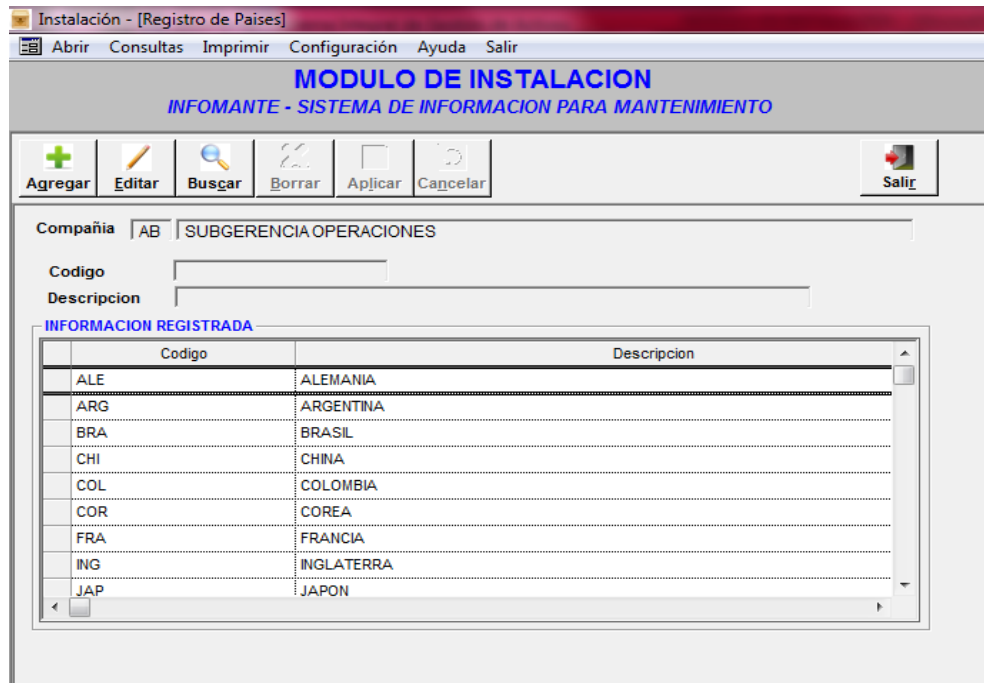 Instalación - [Registro de Paises]
Abrir Consultas Imprimir Configuración Ayuda Salir
MODULO DE INSTALACION
INFOMANTE - SISTEMA DE INFORMACION PARA MANTENIMIENTO
Agregar Editar Buscar Borrar Aplicar Cancelar Salir
Compañia AB SUBGERENCIA OPERACIONES
Codigo
Descripcion
INFORMACION REGISTRADA
Codigo Descripcion
ALE ALEMANIA
ARG ARGENTINA
BRA BRASIL
CHI CHINA
COL COLOMBIA
COR COREA
FRA FRANCIA
ING INGLATERRA
JAP JAPON